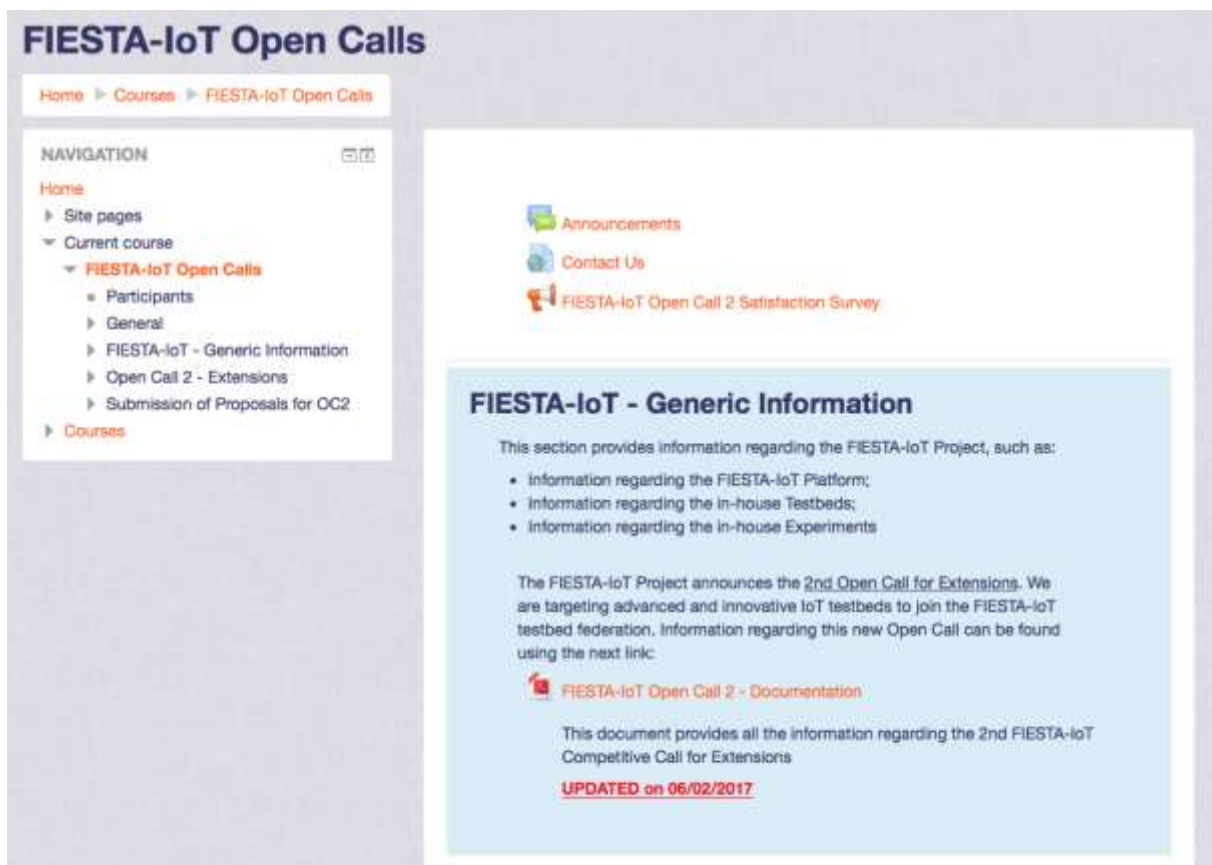 FIESTA-IoT Open Calls
Home Courses FIESTA-IoT Open Calls
NAVIGATION
Home
Site pages
Current course
FIESTA-IoT Open Calls
Participants
General
FIESTA-IoT - Generic Information
Open Call 2 - Extensions
Submission of Proposals for OC2
Courses
Announcements
Contact Us
FIESTA-IoT Open Call 2 Satisfaction Survey
FIESTA-IoT - Generic Information
This section provides information regarding the FIESTA-IoT Project, such as:
• Information regarding the FIESTA-IoT Platform;
• Information regarding the in-house Testbeds;
• Information regarding the in-house Experiments
The FIESTA-IoT Project announces the 2nd Open Call for Extensions. We
are targeting advanced and innovative IoT testbeds to join the FIESTA-IoT
testbed federation. Information regarding this new Open Call can be found
using the next link:
FIESTA-IoT Open Call 2 - Documentation
This document provides all the information regarding the 2nd FIESTA-IoT
Competitive Call for Extensions
UPDATED on 06/02/2017